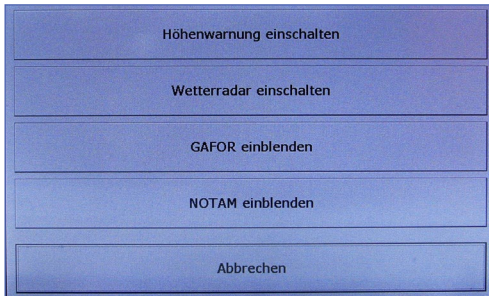 Höhenwarnung einschalten
Wetterradar einschalten
GAFOR einblenden
NOTAM einblenden
Abbrechen